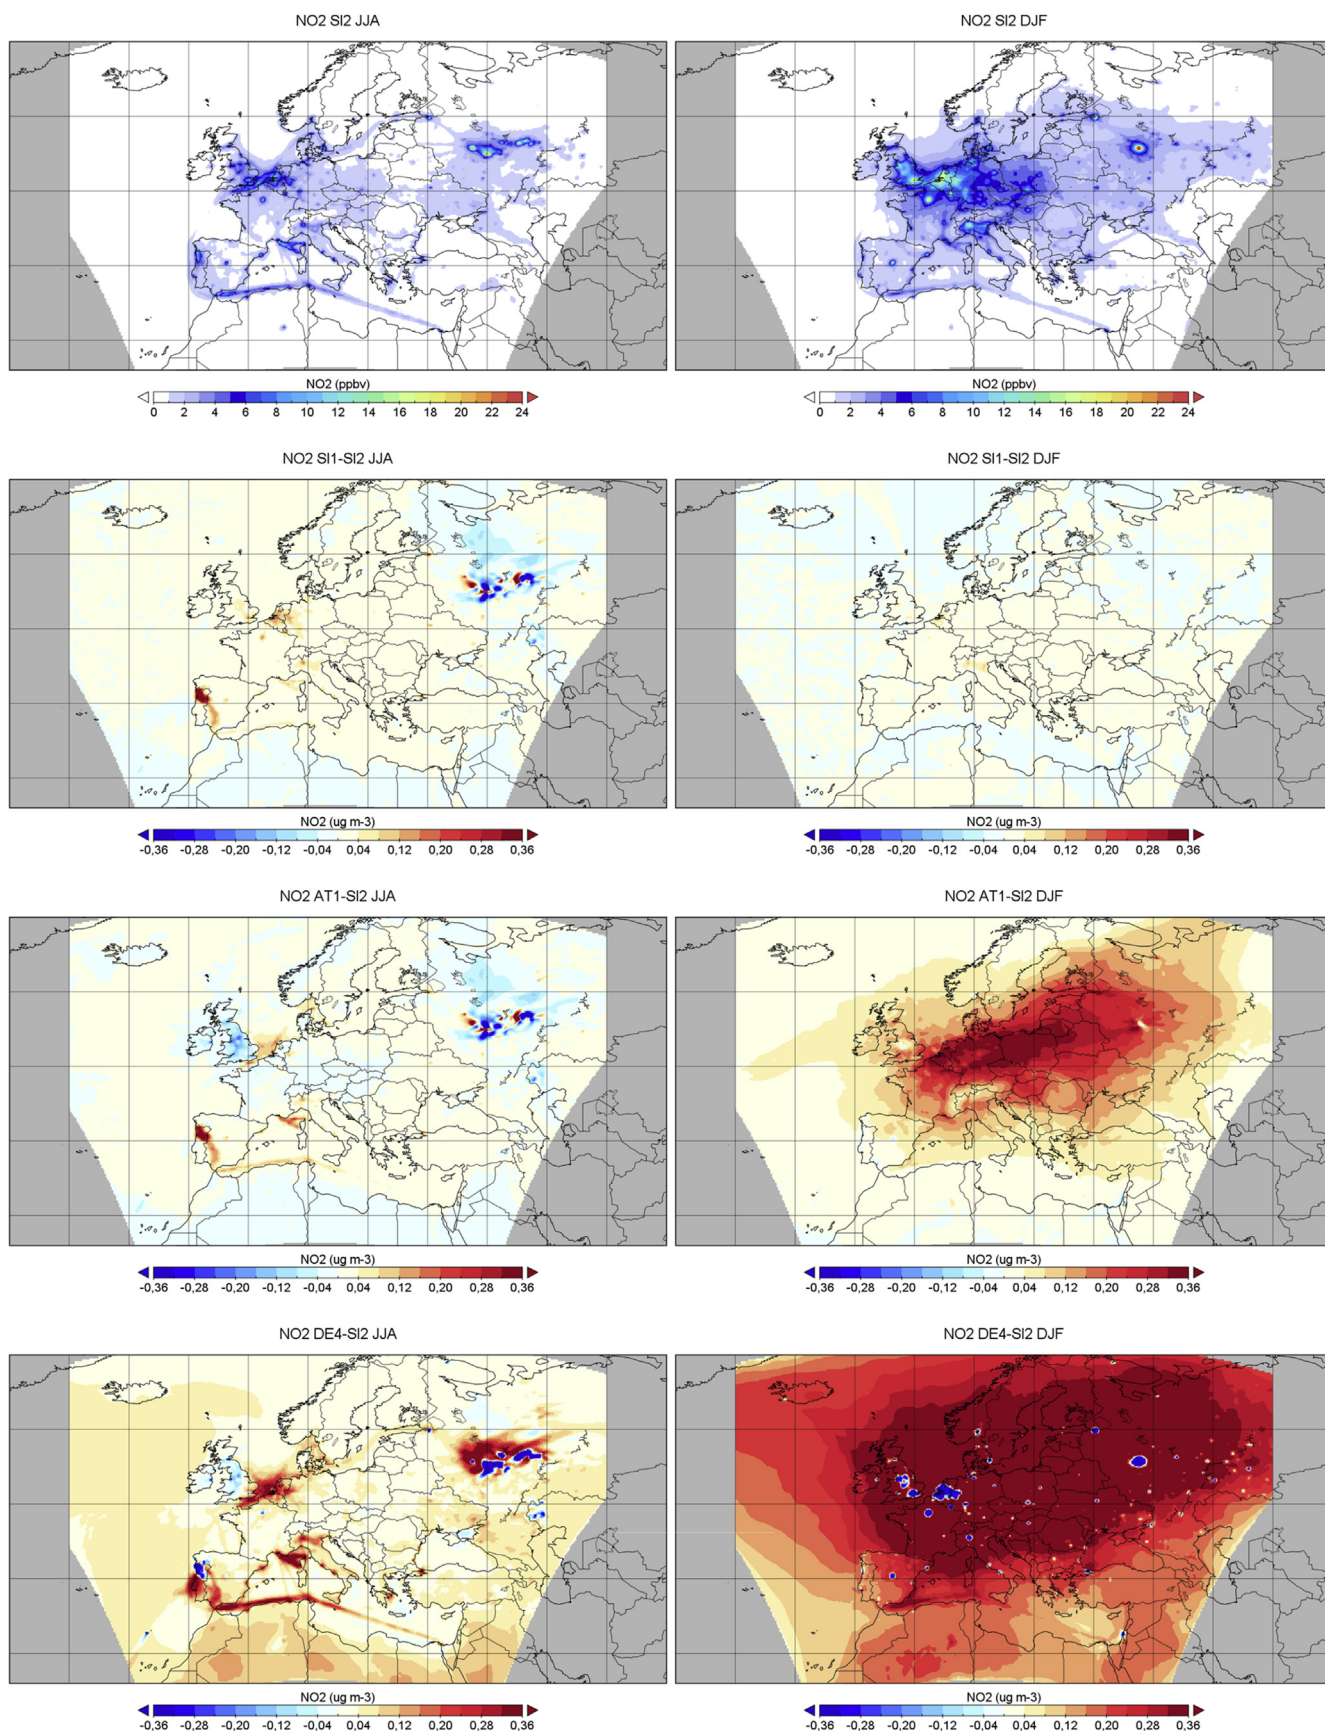 NO2 SI2 JJA
NO2 SI2 DJF
NO2 (ppbv)
0 2 4 6 8 10 12 14 16 18 20 22 24
NO2 (ppbv)
0 2 4 6 8 10 12 14 16 18 20 22 24
NO2 SI1-SI2 JJA
NO2 SI1-SI2 DJF
NO2 (ug m-3)
-0,36 -0,28 -0,20 -0,12 -0,04 0,04 0,12 0,20 0,28 0,36
NO2 (ug m-3)
-0,36 -0,28 -0,20 -0,12 -0,04 0,04 0,12 0,20 0,28 0,36
NO2 AT1-SI2 JJA
NO2 AT1-SI2 DJF
NO2 (ug m-3)
-0,36 -0,28 -0,20 -0,12 -0,04 0,04 0,12 0,20 0,28 0,36
NO2 (ug m-3)
-0,36 -0,28 -0,20 -0,12 -0,04 0,04 0,12 0,20 0,28 0,36
NO2 DE4-SI2 JJA
NO2 DE4-SI2 DJF
NO2 (ug m-3)
-0,36 -0,28 -0,20 -0,12 -0,04 0,04 0,12 0,20 0,28 0,36
NO2 (ug m-3)
-0,36 -0,28 -0,20 -0,12 -0,04 0,04 0,12 0,20 0,28 0,36